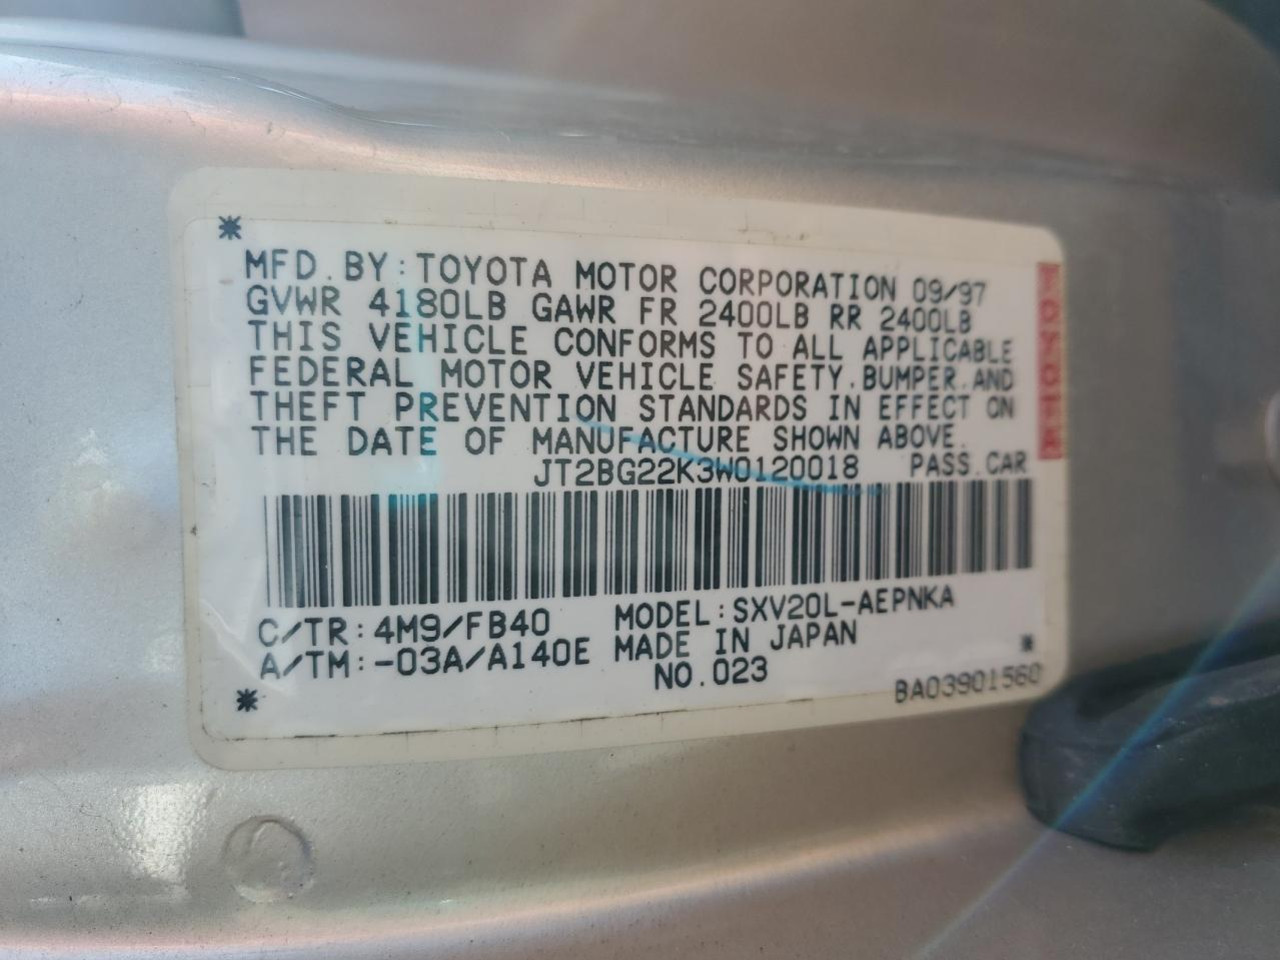 MFD.BY:TOYOTA MOTOR CORPORATION 09/97
GVWR 4180LB GAWR FR 2400LB RR 2400LB
THIS VEHICLE CONFORMS TO ALL APPLICABLE
FEDERAL MOTOR VEHICLE SAFETY.BUMPER.AND
THEFT PREVENTION STANDARDS IN EFFECT ON
THE DATE OF MANUFACTURE SHOWN ABOVE.
JT2BG22K3W0120018 PASS.CAR
C/TR:4M9/FB40 MODEL:SXV20L-AEPNKA
A/TM:-03A/A140E MADE IN JAPAN
NO.023
BA03901560